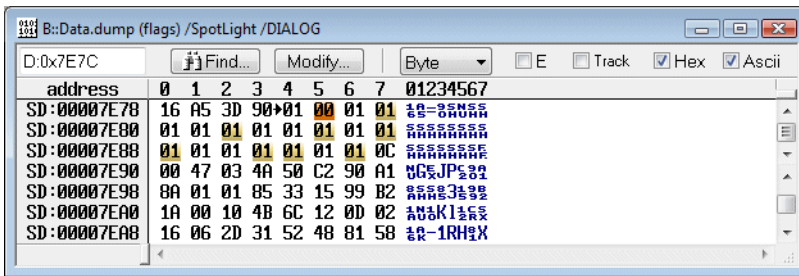 B::Data.dump (flags) /SpotLight /DIALOG
D:0x7E7C Find... Modify... Byte E Track Hex Ascii
address 0 1 2 3 4 5 6 7 01234567
SD:00007E78 16 A5 3D 90 01 00 01 01
SD:00007E80 01 01 01 01 01 01 01 01
SD:00007E88 01 01 01 01 01 01 01 0C
SD:00007E90 00 47 03 4A 50 C2 90 A1
SD:00007E98 8A 01 01 85 33 15 99 B2
SD:00007EA0 1A 00 10 4B 6C 12 0D 02
SD:00007EA8 16 06 2D 31 52 48 81 58